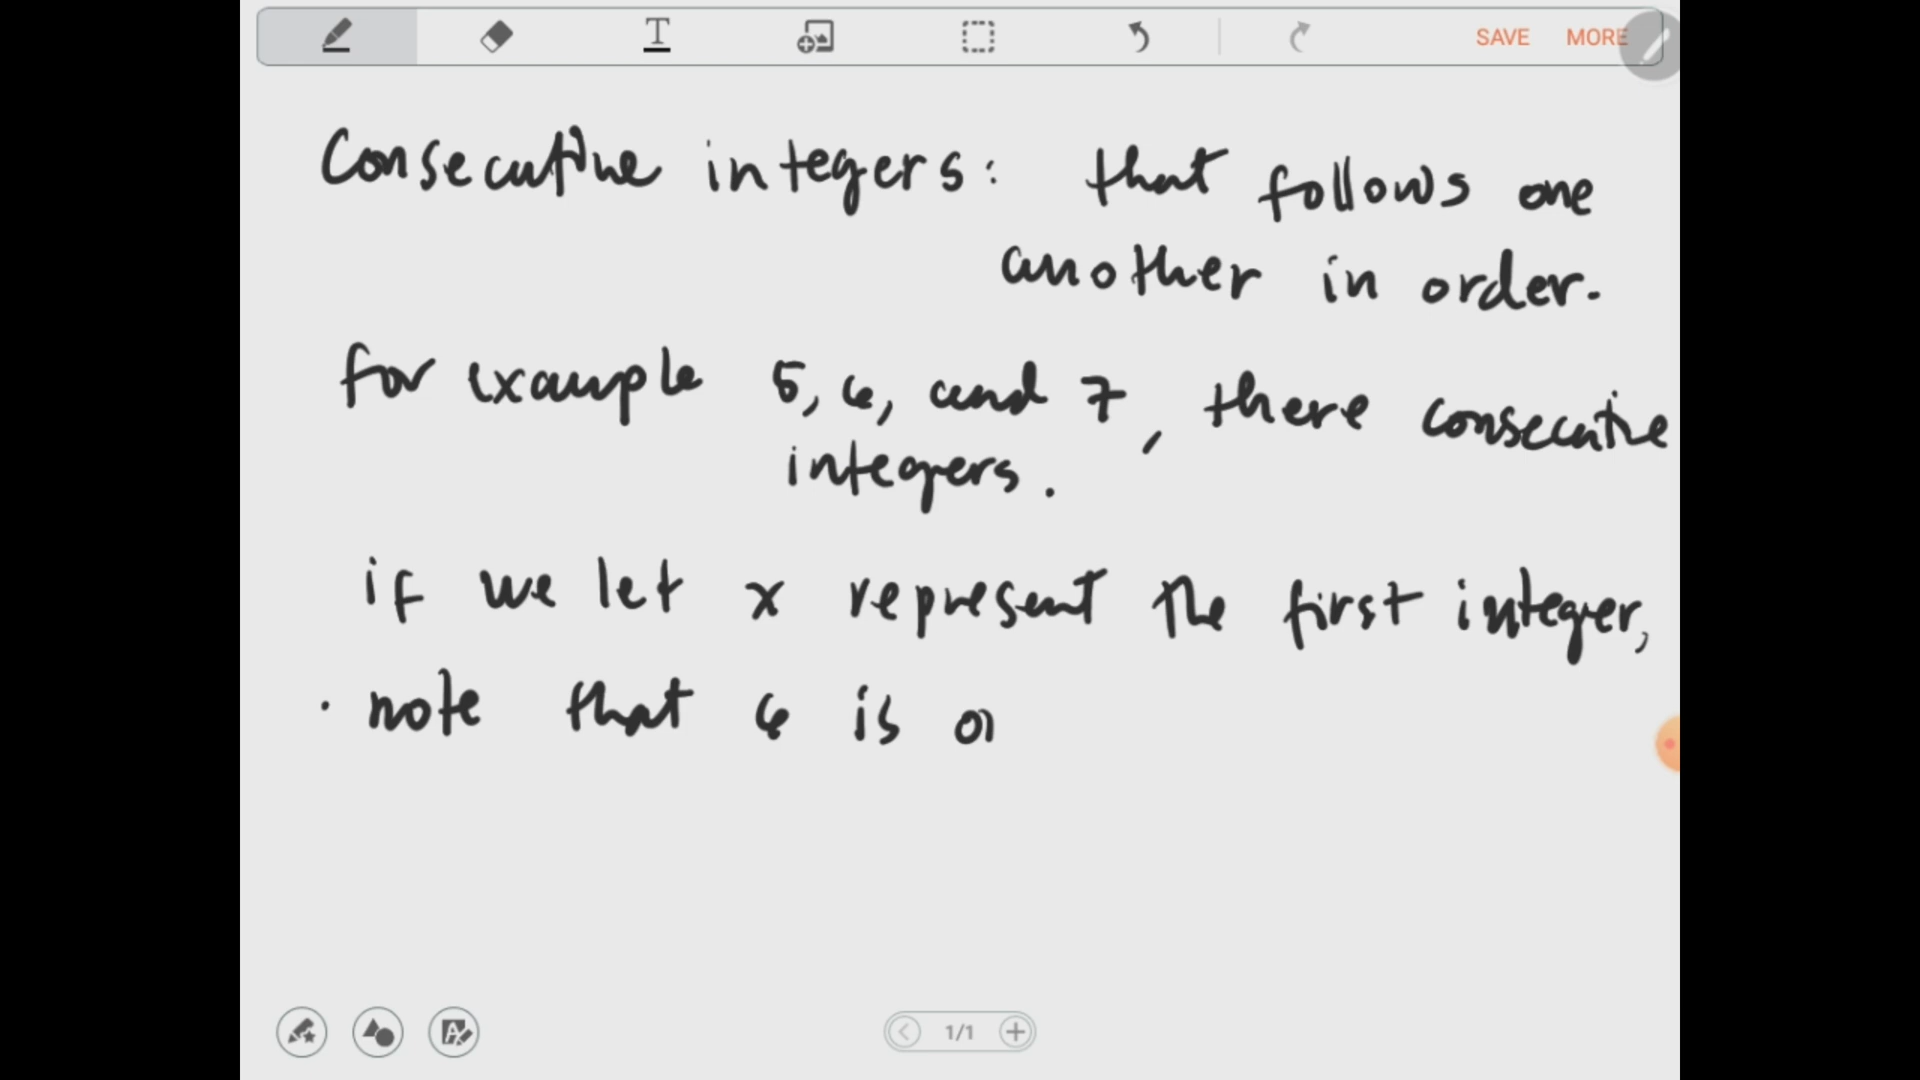 SAVE MORE
Consecutive integers: that follows one
another in order.
for example 5, 6, and 7, there consecutive
integers.
if we let x represent the first integer,
. note that 6 is on
1/1